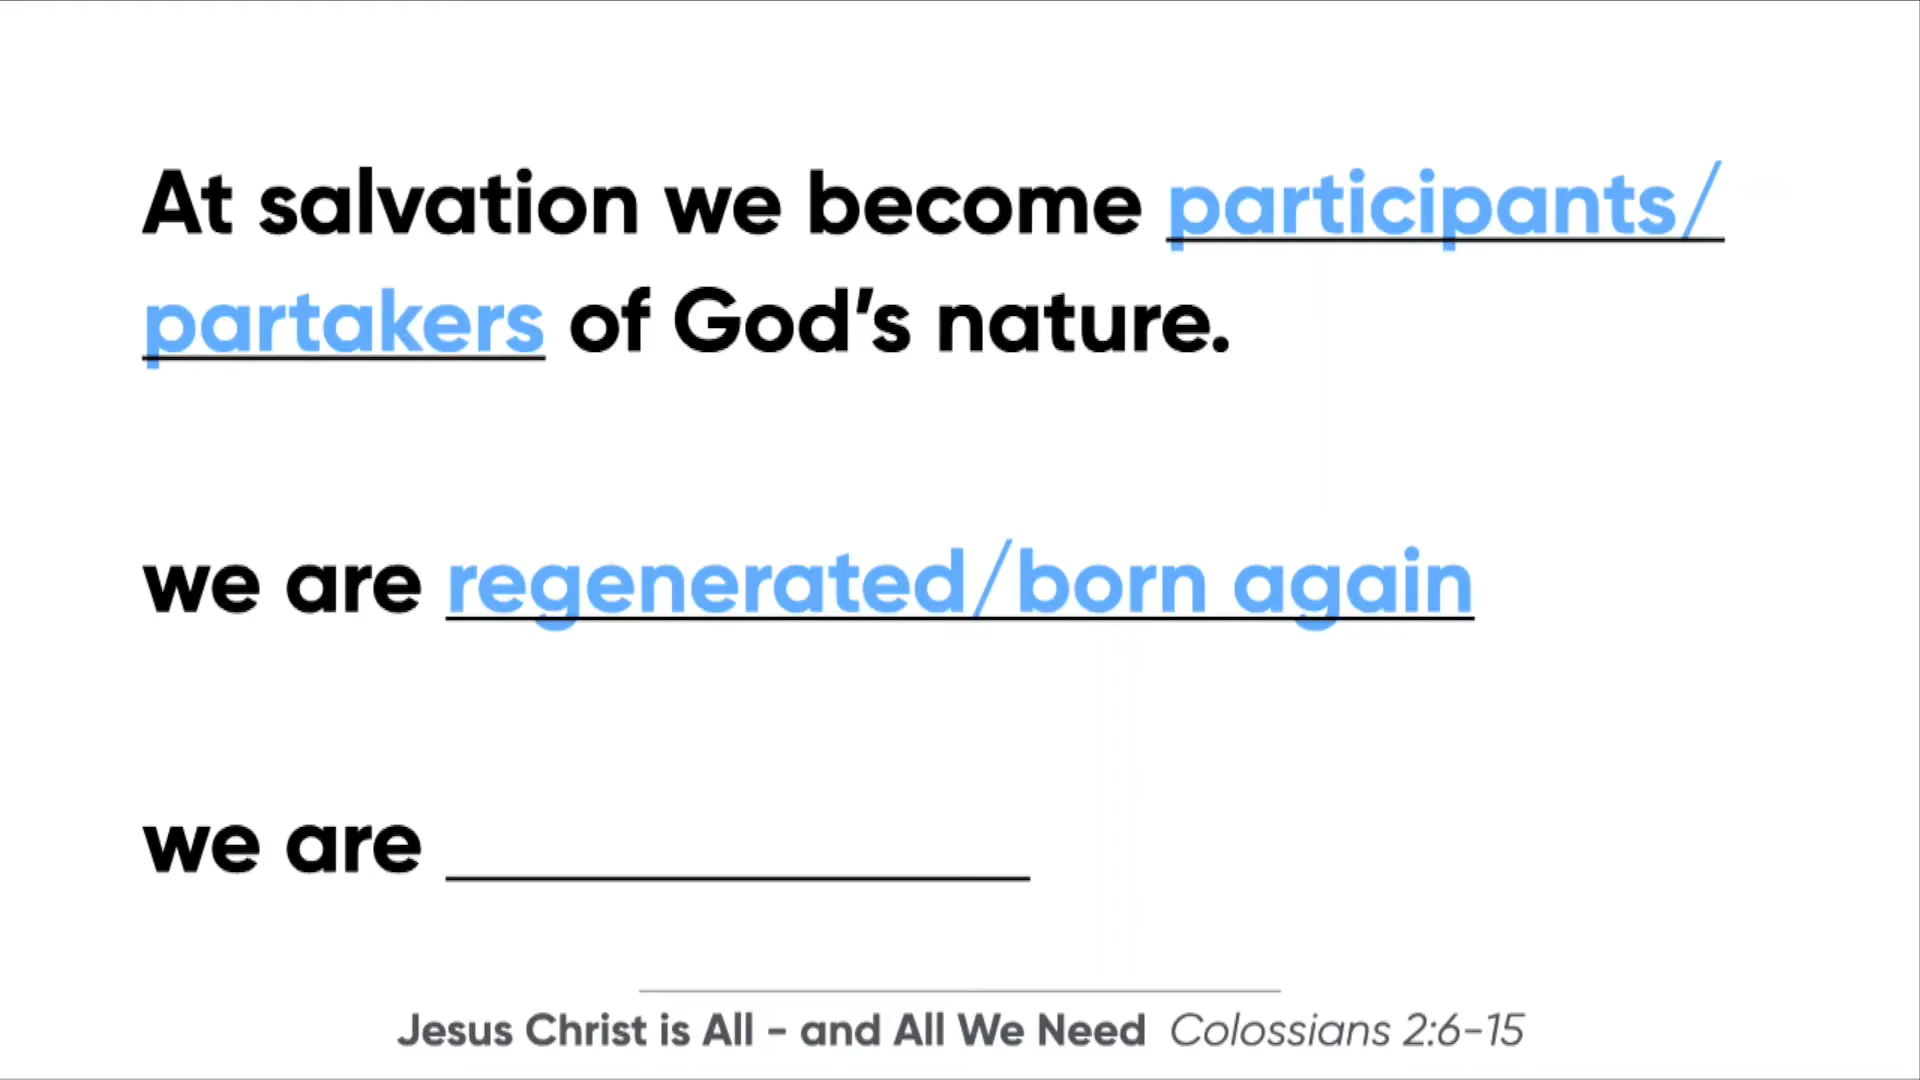 At salvation we become participants/
partakers of God's nature.
we are regenerated/born again
we are ____________
Jesus Christ is All - and All We Need Colossians 2:6-15